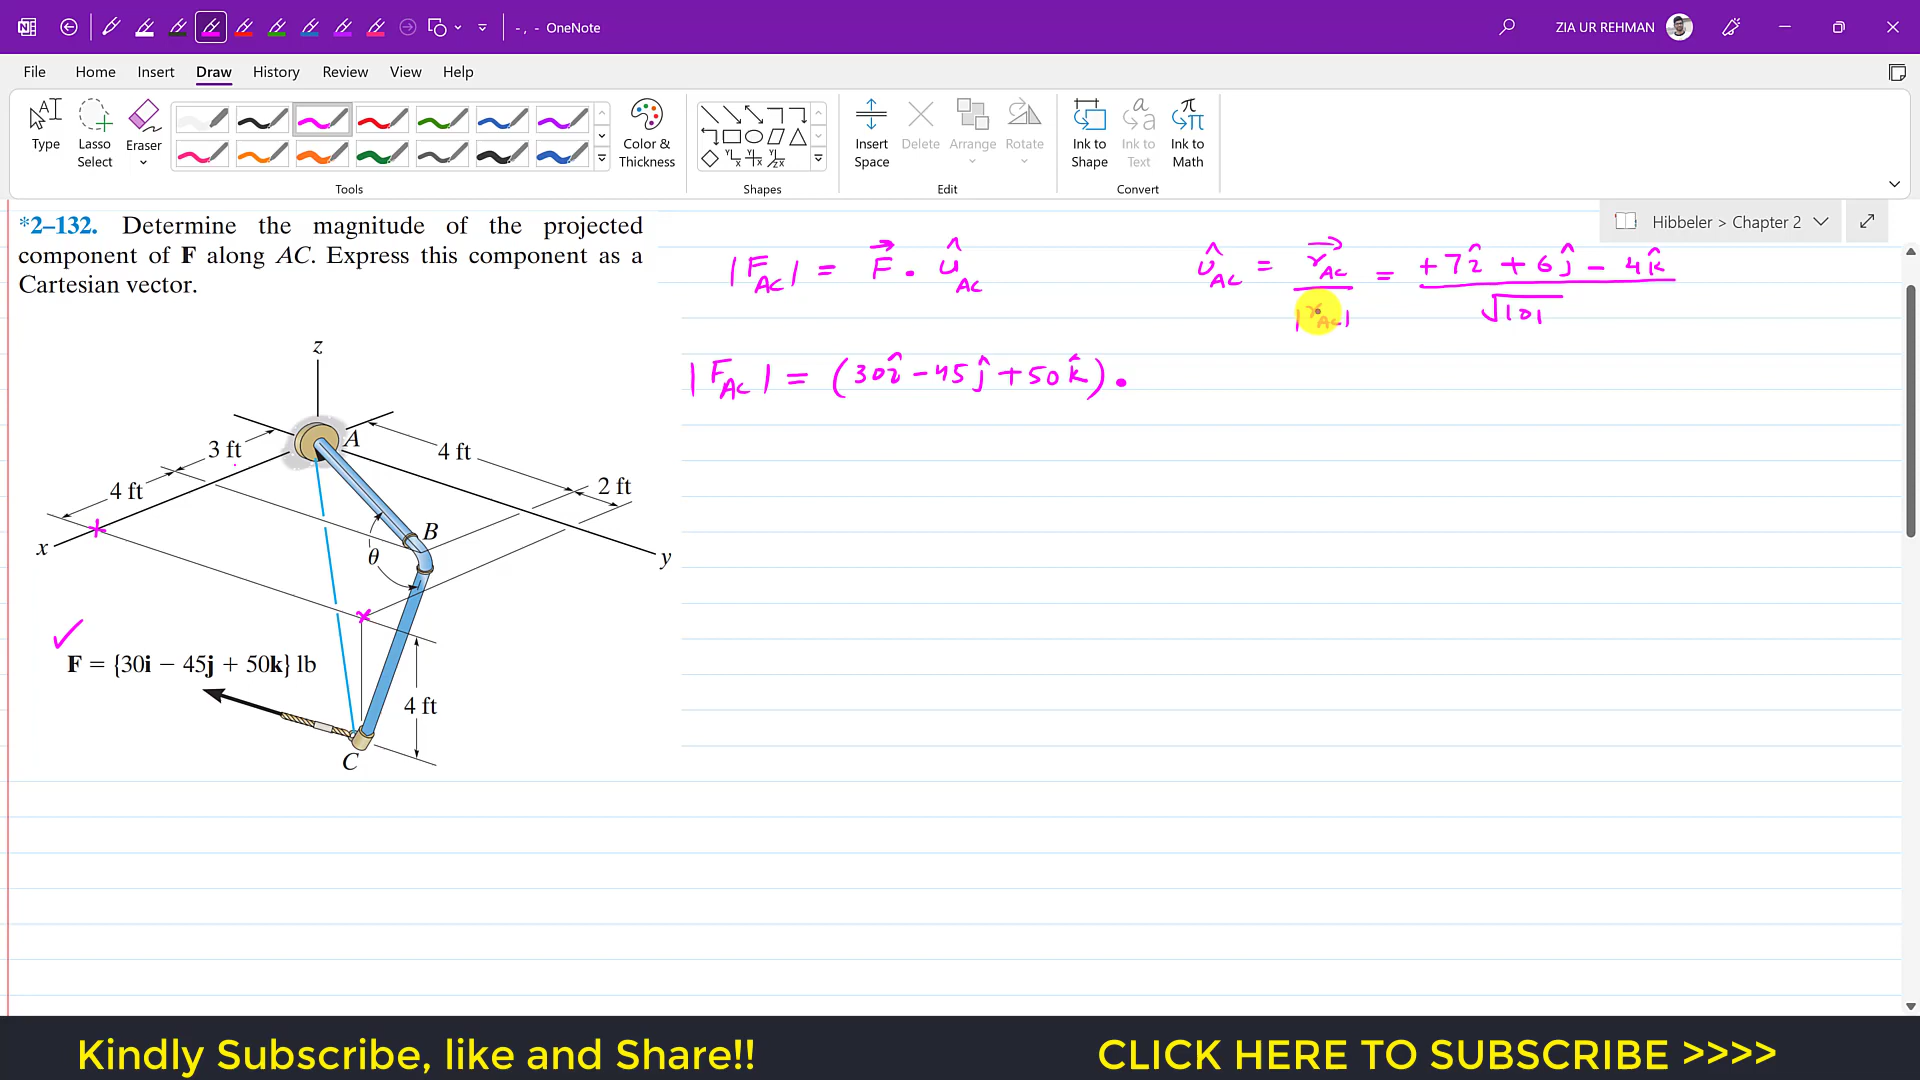 - , - OneNote
ZIA UR REHMAN
File Home Insert Draw History Review View Help
Type
Lasso Select
Eraser
Color & Thickness
Insert Space
Delete
Arrange
Rotate
Ink to Shape
Ink to Text
Ink to Math
Tools
Shapes
Edit
Convert
Hibbeler > Chapter 2
*2–132. Determine the magnitude of the projected
component of F along AC. Express this component as a
Cartesian vector.
z
A
3 ft
4 ft
4 ft
2 ft
B
x
θ
y
F = {30i − 45j + 50k} lb
4 ft
C
|F_AC| = F⃗ · û_AC
û_AC = r⃗_AC / |r_AC| = +7î + 6ĵ − 4k̂ / √101
|F_AC| = (30î − 45ĵ + 50k̂) ·
Kindly Subscribe, like and Share!!
CLICK HERE TO SUBSCRIBE >>>>